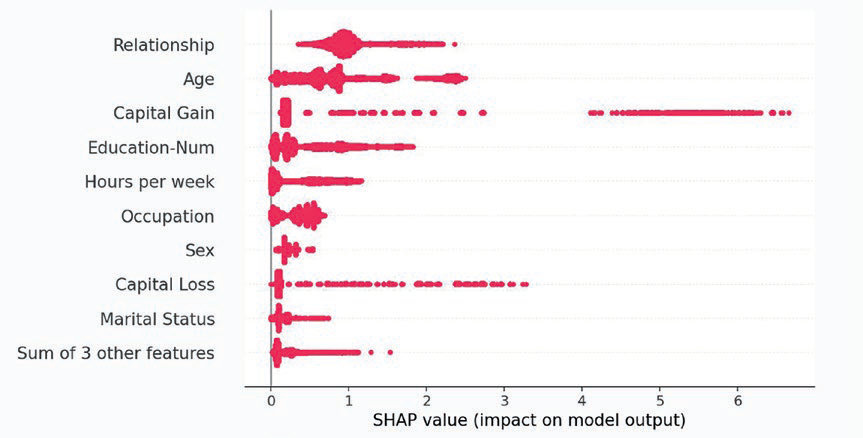 Relationship
Age
Capital Gain
Education-Num
Hours per week
Occupation
Sex
Capital Loss
Marital Status
Sum of 3 other features
0 1 2 3 4 5 6
SHAP value (impact on model output)